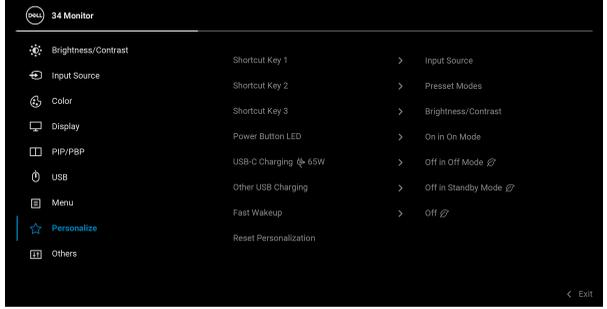 DELL 34 Monitor
Brightness/Contrast
Input Source
Color
Display
PIP/PBP
USB
Menu
Personalize
Others
Shortcut Key 1 > Input Source
Shortcut Key 2 > Presset Modes
Shortcut Key 3 > Brightness/Contrast
Power Button LED > On in On Mode
USB-C Charging 65W > Off in Off Mode
Other USB Charging > Off in Standby Mode
Fast Wakeup > Off
Reset Personalization
< Exit